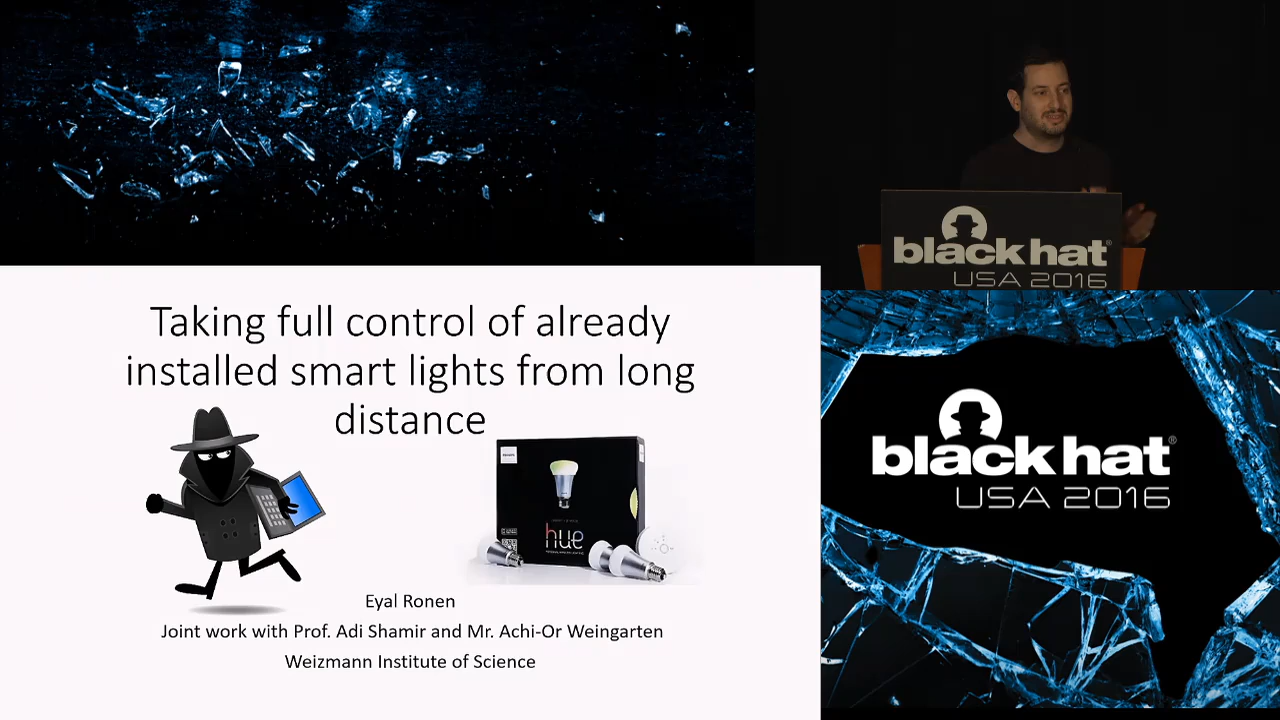 black hat®
USA 2016
Taking full control of already
installed smart lights from long
distance
hue
Eyal Ronen
Joint work with Prof. Adi Shamir and Mr. Achi-Or Weingarten
Weizmann Institute of Science
black hat®
USA 2016